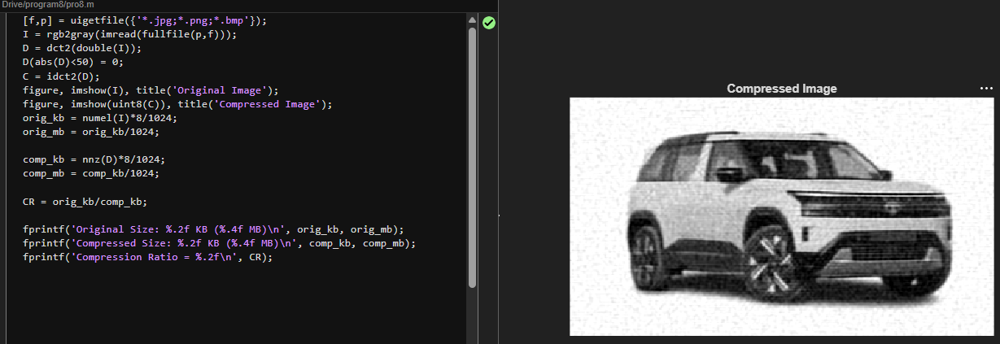 Drive/program8/pro8.m
[f,p] = uigetfile({'*.jpg;*.png;*.bmp'});
I = rgb2gray(imread(fullfile(p,f)));
D = dct2(double(I));
D(abs(D)<50) = 0;
C = idct2(D);
figure, imshow(I), title('Original Image');
figure, imshow(uint8(C)), title('Compressed Image');
orig_kb = numel(I)*8/1024;
orig_mb = orig_kb/1024;
comp_kb = nnz(D)*8/1024;
comp_mb = comp_kb/1024;
CR = orig_kb/comp_kb;
fprintf('Original Size: %.2f KB (%.4f MB)\n', orig_kb, orig_mb);
fprintf('Compressed Size: %.2f KB (%.4f MB)\n', comp_kb, comp_mb);
fprintf('Compression Ratio = %.2f\n', CR);
Compressed Image